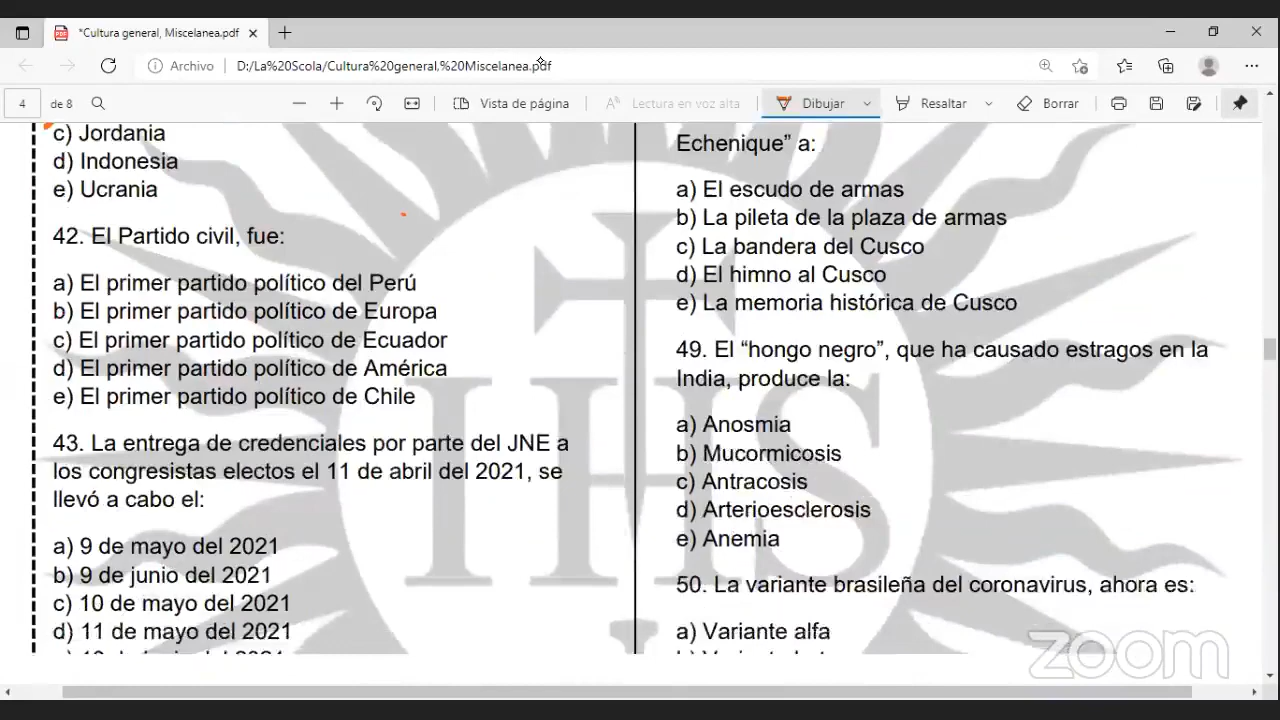 *Cultura general, Miscelanea.pdf
Archivo
D:/La%20Scola/Cultura%20general,%20Miscelanea.pdf
4
de 8
Vista de página
Lectura en voz alta
Dibujar
Resaltar
Borrar
c) Jordania
d) Indonesia
e) Ucrania
42. El Partido civil, fue:
a) El primer partido político del Perú
b) El primer partido político de Europa
c) El primer partido político de Ecuador
d) El primer partido político de América
e) El primer partido político de Chile
43. La entrega de credenciales por parte del JNE a
los congresistas electos el 11 de abril del 2021, se
llevó a cabo el:
a) 9 de mayo del 2021
b) 9 de junio del 2021
c) 10 de mayo del 2021
d) 11 de mayo del 2021
Echenique” a:
a) El escudo de armas
b) La pileta de la plaza de armas
c) La bandera del Cusco
d) El himno al Cusco
e) La memoria histórica de Cusco
49. El “hongo negro”, que ha causado estragos en la
India, produce la:
a) Anosmia
b) Mucormicosis
c) Antracosis
d) Arterioesclerosis
e) Anemia
50. La variante brasileña del coronavirus, ahora es:
a) Variante alfa
IHS
zoom